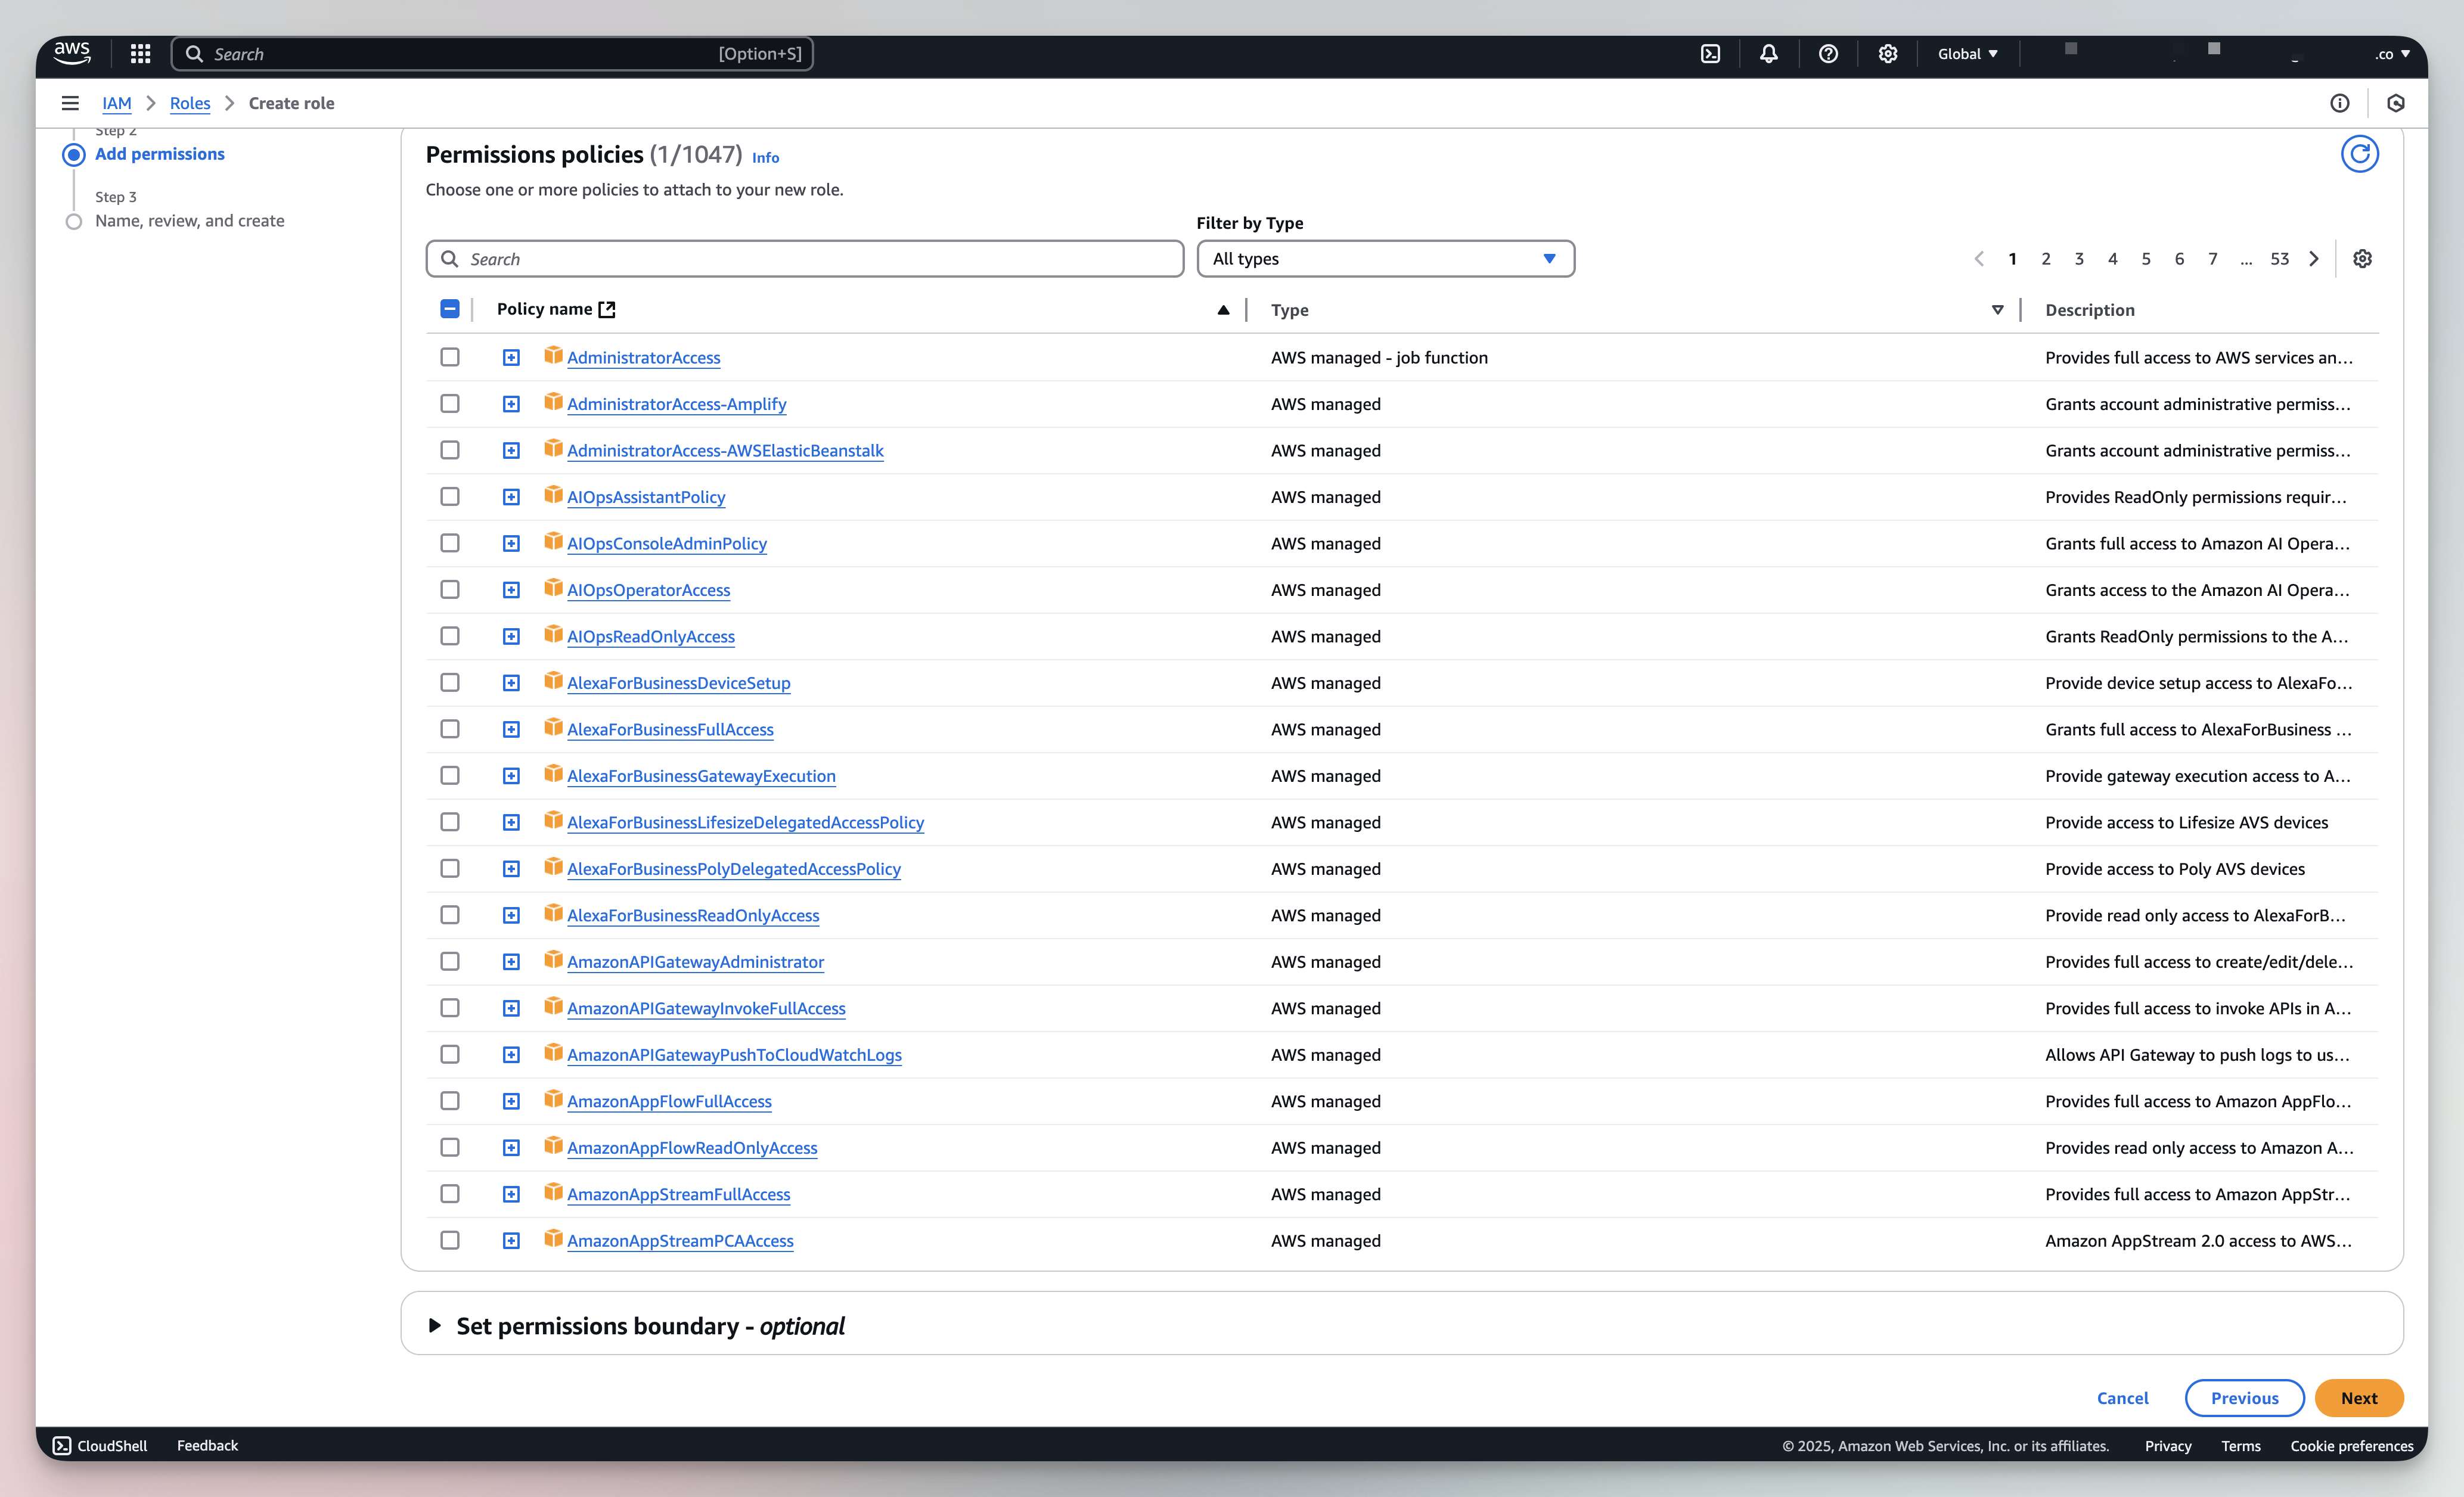 aws
Search [Option+S]
Global
.co
IAM Roles Create role
Step 2
Add permissions
Step 3
Name, review, and create
Permissions policies (1/1047) Info
Choose one or more policies to attach to your new role.
Filter by Type
Search
All types
1 2 3 4 5 6 7 ... 53
Policy name Type Description
AdministratorAccess AWS managed - job function Provides full access to AWS services an...
AdministratorAccess-Amplify AWS managed Grants account administrative permiss...
AdministratorAccess-AWSElasticBeanstalk AWS managed Grants account administrative permiss...
AIOpsAssistantPolicy AWS managed Provides ReadOnly permissions requir...
AIOpsConsoleAdminPolicy AWS managed Grants full access to Amazon AI Opera...
AIOpsOperatorAccess AWS managed Grants access to the Amazon AI Opera...
AIOpsReadOnlyAccess AWS managed Grants ReadOnly permissions to the A...
AlexaForBusinessDeviceSetup AWS managed Provide device setup access to AlexaFo...
AlexaForBusinessFullAccess AWS managed Grants full access to AlexaForBusiness ...
AlexaForBusinessGatewayExecution AWS managed Provide gateway execution access to A...
AlexaForBusinessLifesizeDelegatedAccessPolicy AWS managed Provide access to Lifesize AVS devices
AlexaForBusinessPolyDelegatedAccessPolicy AWS managed Provide access to Poly AVS devices
AlexaForBusinessReadOnlyAccess AWS managed Provide read only access to AlexaForB...
AmazonAPIGatewayAdministrator AWS managed Provides full access to create/edit/dele...
AmazonAPIGatewayInvokeFullAccess AWS managed Provides full access to invoke APIs in A...
AmazonAPIGatewayPushToCloudWatchLogs AWS managed Allows API Gateway to push logs to us...
AmazonAppFlowFullAccess AWS managed Provides full access to Amazon AppFlo...
AmazonAppFlowReadOnlyAccess AWS managed Provides read only access to Amazon A...
AmazonAppStreamFullAccess AWS managed Provides full access to Amazon AppStr...
AmazonAppStreamPCAAccess AWS managed Amazon AppStream 2.0 access to AWS...
Set permissions boundary - optional
Cancel Previous Next
CloudShell Feedback © 2025, Amazon Web Services, Inc. or its affiliates. Privacy Terms Cookie preferences